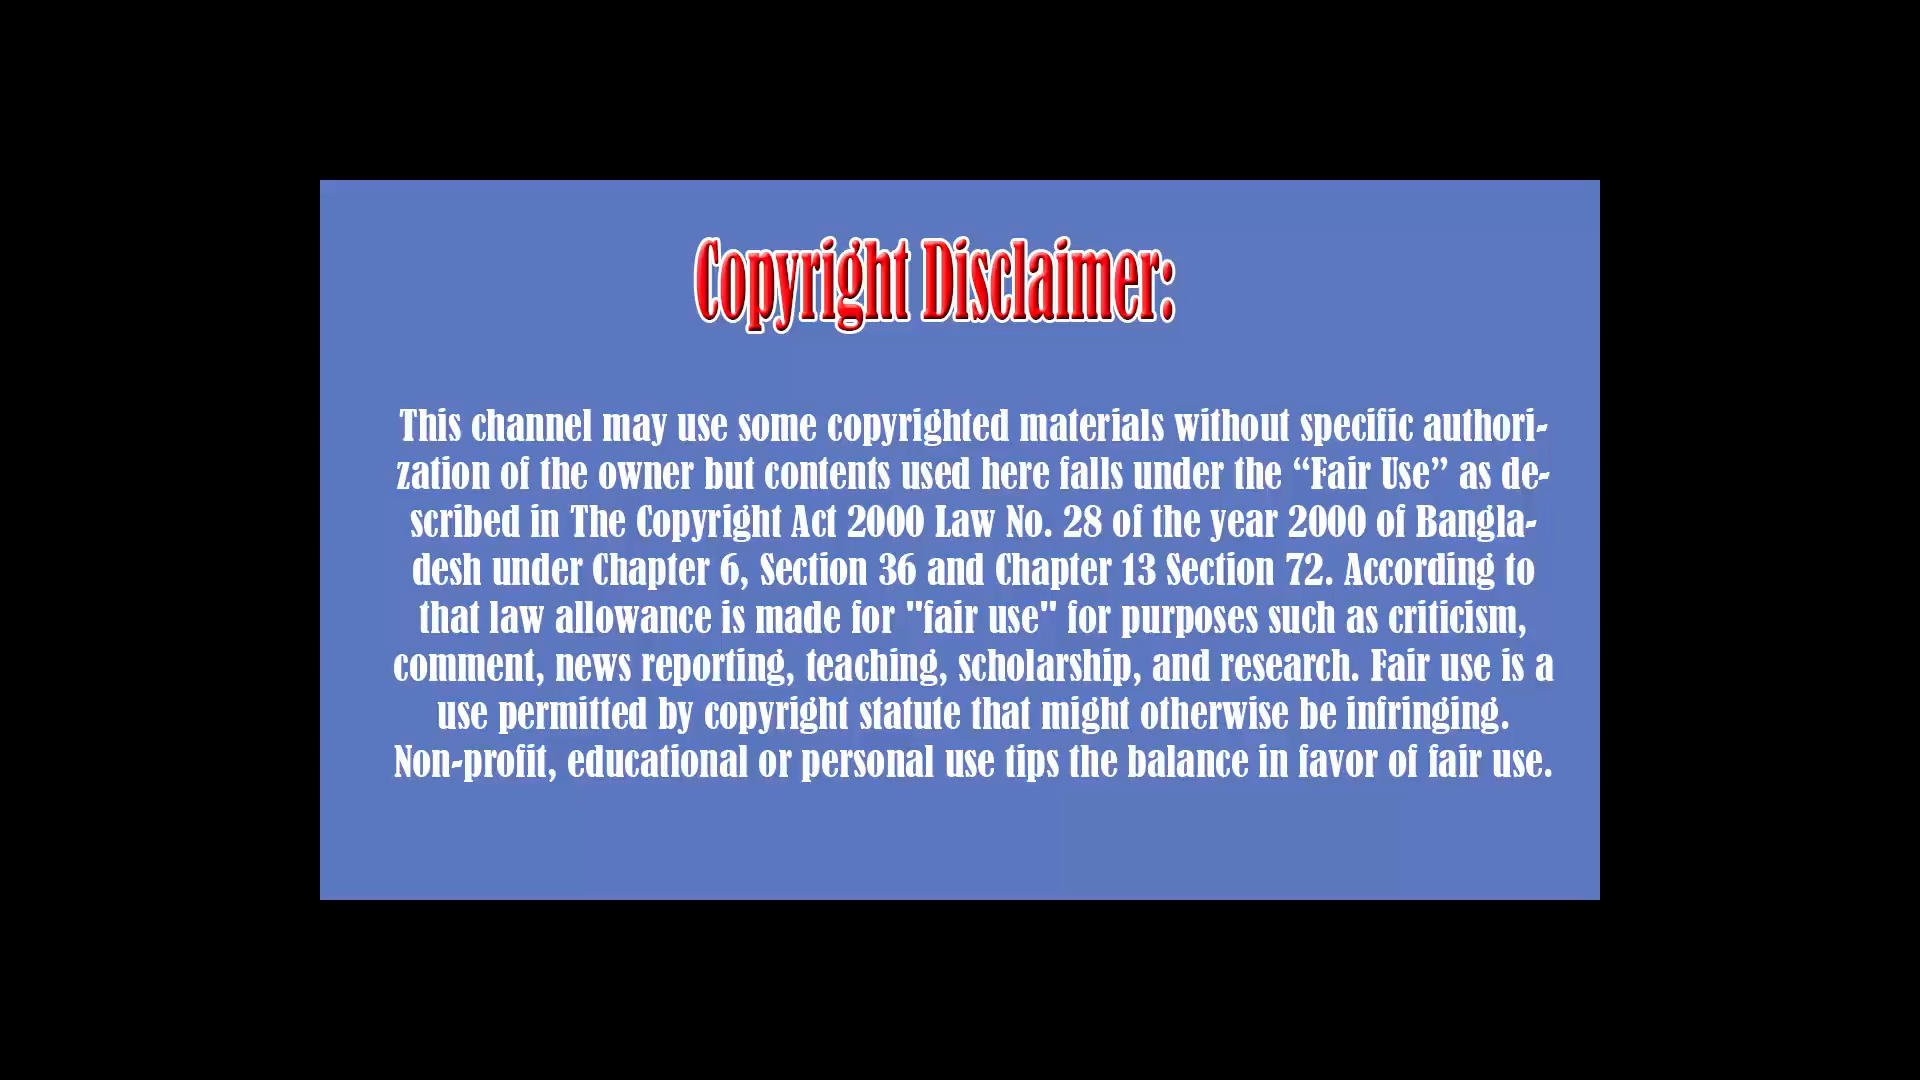 Copyright Disclaimer:
This channel may use some copyrighted materials without specific authori-
zation of the owner but contents used here falls under the “Fair Use” as de-
scribed in The Copyright Act 2000 Law No. 28 of the year 2000 of Bangla-
desh under Chapter 6, Section 36 and Chapter 13 Section 72. According to
that law allowance is made for "fair use" for purposes such as criticism,
comment, news reporting, teaching, scholarship, and research. Fair use is a
use permitted by copyright statute that might otherwise be infringing.
Non-profit, educational or personal use tips the balance in favor of fair use.